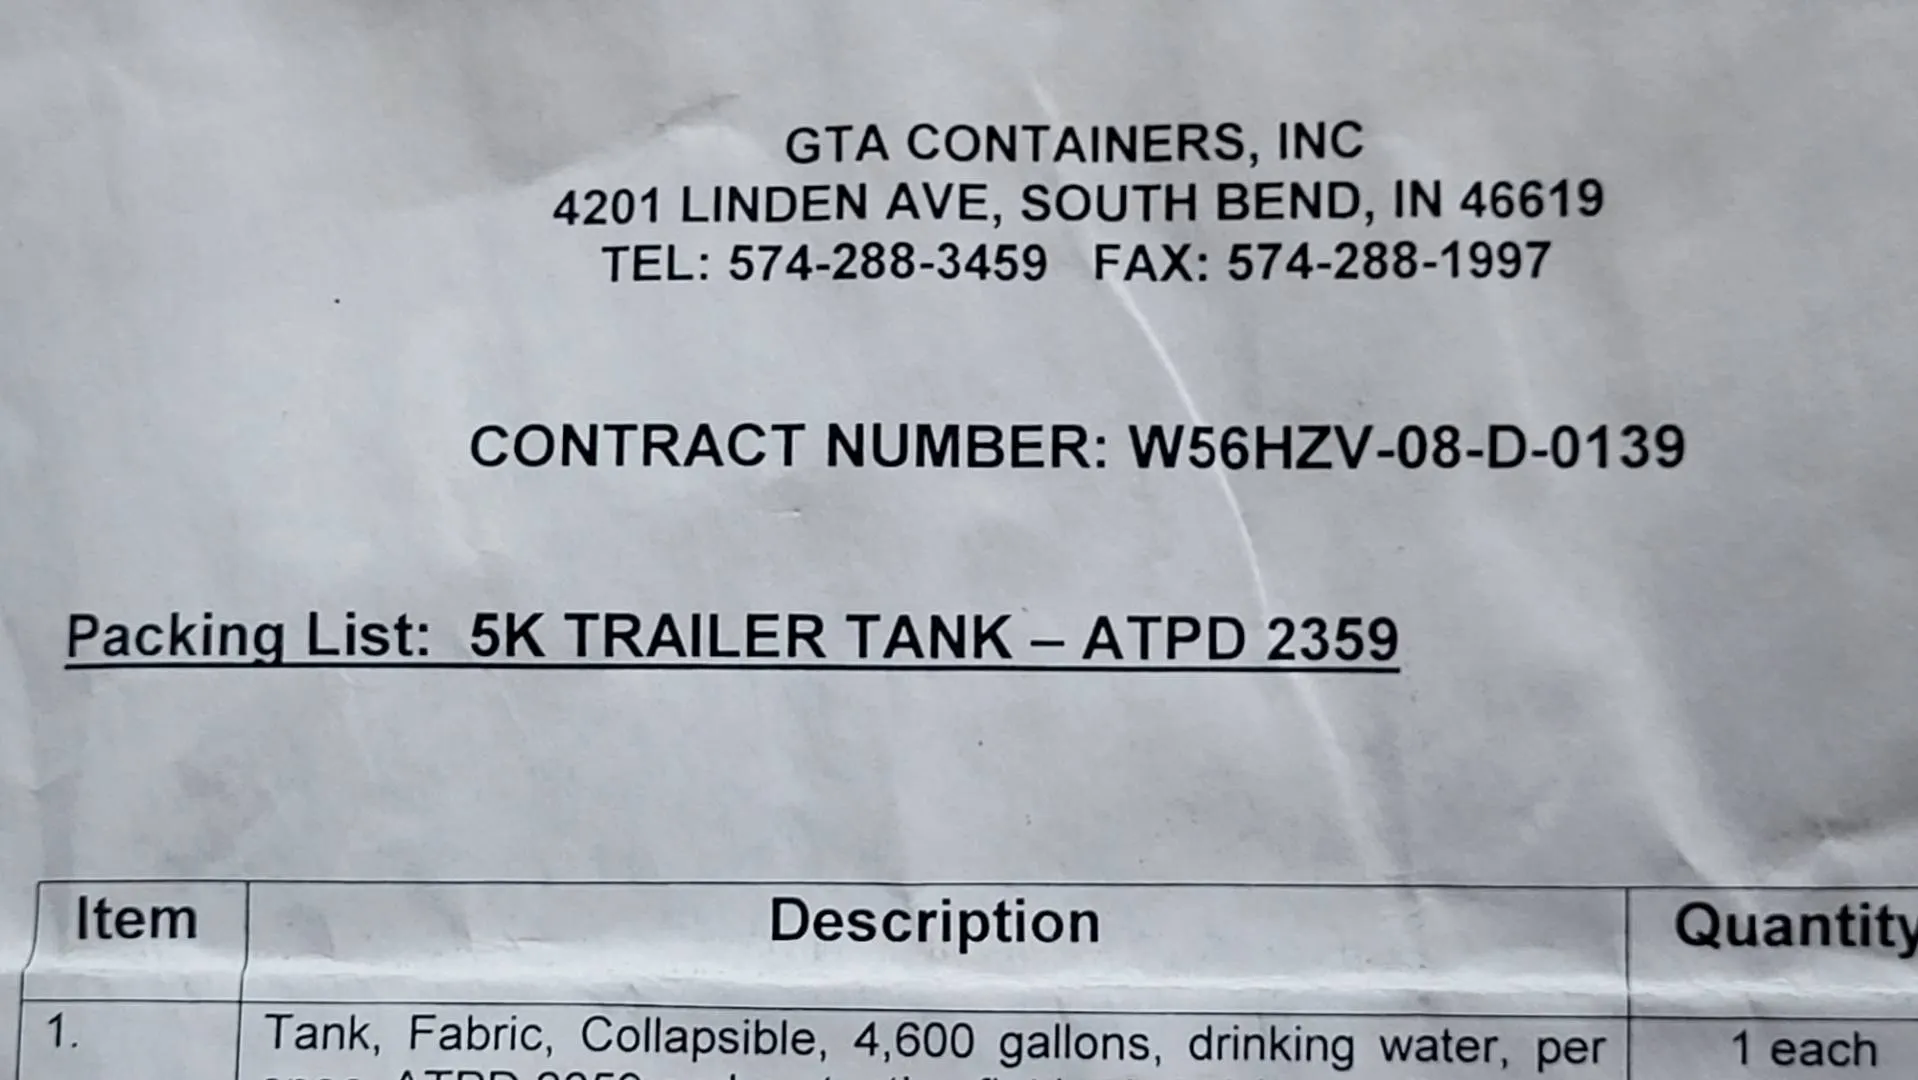 GTA CONTAINERS, INC
4201 LINDEN AVE, SOUTH BEND, IN 46619
TEL: 574-288-3459 FAX: 574-288-1997
CONTRACT NUMBER: W56HZV-08-D-0139
Packing List: 5K TRAILER TANK – ATPD 2359
Item Description Quantity
1. Tank, Fabric, Collapsible, 4,600 gallons, drinking water, per 1 each